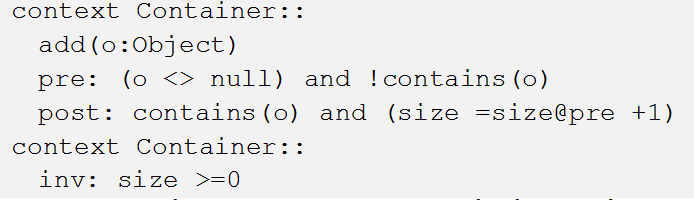 context Container::
add(o:Object)
pre: (o <> null) and !contains(o)
post: contains(o) and (size =size@pre +1)
context Container::
inv: size >=0